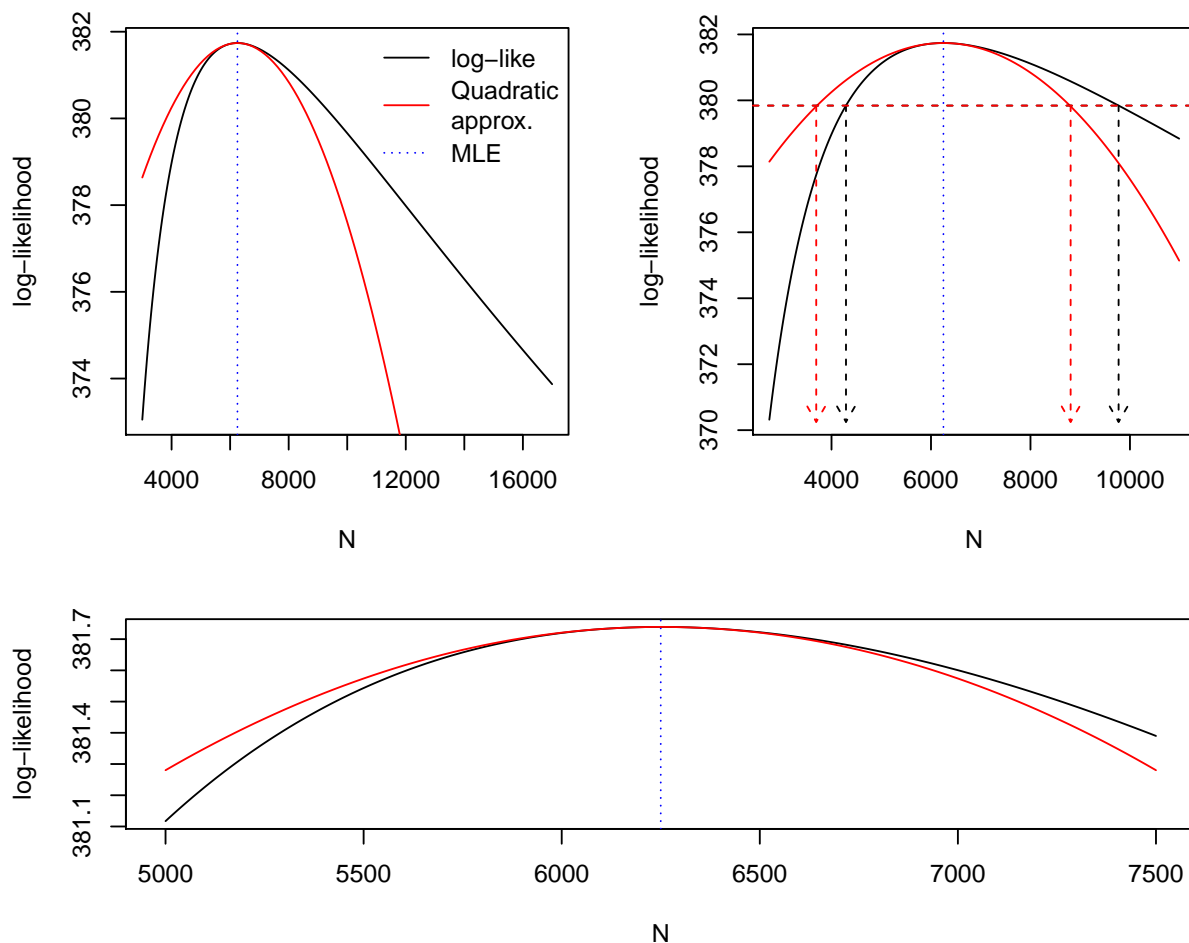 log−likelihood
382
380
378
376
374
log−like
Quadratic
approx.
MLE
4000
8000
12000
16000
N
log−likelihood
382
380
378
376
374
372
370
4000
6000
8000
10000
N
log−likelihood
381.7
381.4
381.1
5000
5500
6000
6500
7000
7500
N